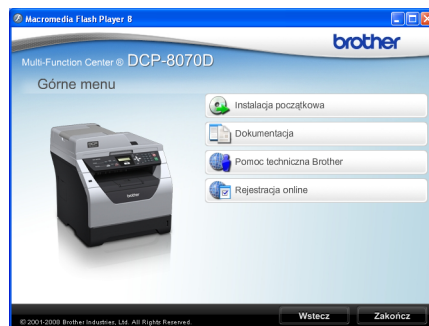 Macromedia Flash Player 8
brother
Multi-Function Center ® DCP-8070D
Górne menu
Instalacja początkowa
Dokumentacja
Pomoc techniczna Brother
Rejestracja online
brother
© 2001-2008 Brother Industries, Ltd. All Rights Reserved.
Wstecz
Zakończ